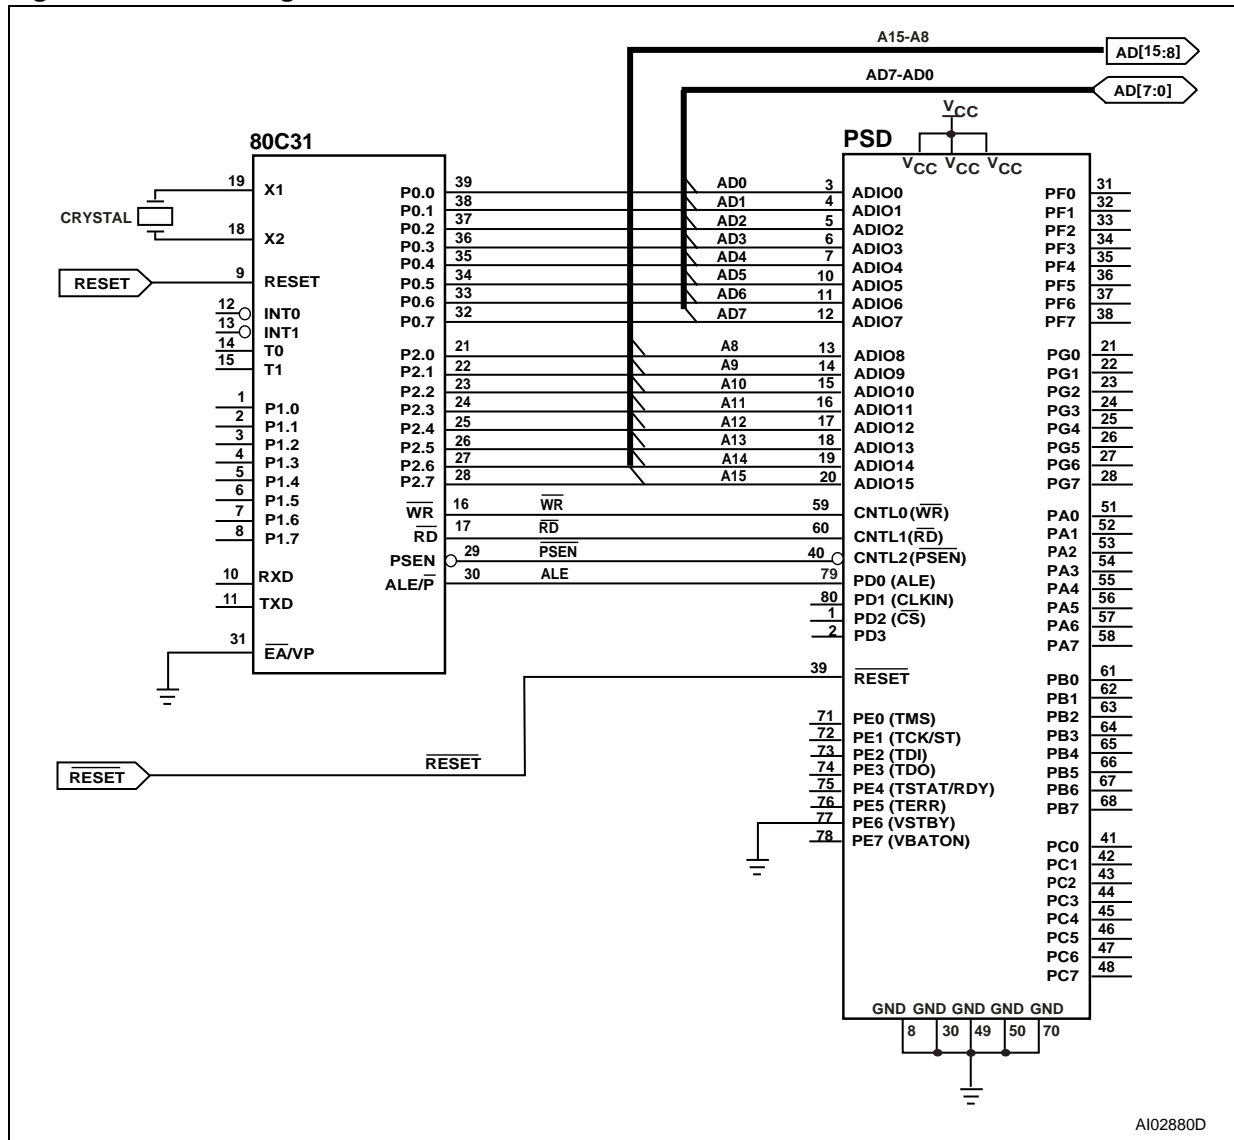 A15-A8
AD[15:8]
AD7-AD0
AD[7:0]
VCC
80C31
PSD
VCC VCC VCC
CRYSTAL
19 X1
18 X2
RESET
9 RESET
12 INT0
13 INT1
14 T0
15 T1
1 P1.0
2 P1.1
3 P1.2
4 P1.3
5 P1.4
6 P1.5
7 P1.6
8 P1.7
10 RXD
11 TXD
31 EA/VP
P0.0 39 AD0 3 ADIO0
P0.1 38 AD1 4 ADIO1
P0.2 37 AD2 5 ADIO2
P0.3 36 AD3 6 ADIO3
P0.4 35 AD4 7 ADIO4
P0.5 34 AD5 10 ADIO5
P0.6 33 AD6 11 ADIO6
P0.7 32 AD7 12 ADIO7
P2.0 21 A8 13 ADIO8
P2.1 22 A9 14 ADIO9
P2.2 23 A10 15 ADIO10
P2.3 24 A11 16 ADIO11
P2.4 25 A12 17 ADIO12
P2.5 26 A13 18 ADIO13
P2.6 27 A14 19 ADIO14
P2.7 28 A15 20 ADIO15
WR 16 WR 59 CNTL0(WR)
RD 17 RD 60 CNTL1(RD)
PSEN 29 PSEN 40 CNTL2(PSEN)
ALE/P 30 ALE 79 PD0 (ALE)
80 PD1 (CLKIN)
1 PD2 (CS)
2 PD3
39 RESET
RESET
RESET
71 PE0 (TMS)
72 PE1 (TCK/ST)
73 PE2 (TDI)
74 PE3 (TDO)
75 PE4 (TSTAT/RDY)
76 PE5 (TERR)
77 PE6 (VSTBY)
78 PE7 (VBATON)
PF0 31
PF1 32
PF2 33
PF3 34
PF4 35
PF5 36
PF6 37
PF7 38
PG0 21
PG1 22
PG2 23
PG3 24
PG4 25
PG5 26
PG6 27
PG7 28
PA0 51
PA1 52
PA2 53
PA3 54
PA4 55
PA5 56
PA6 57
PA7 58
PB0 61
PB1 62
PB2 63
PB3 64
PB4 65
PB5 66
PB6 67
PB7 68
PC0 41
PC1 42
PC2 43
PC3 44
PC4 45
PC5 46
PC6 47
PC7 48
GND GND GND GND GND
8 30 49 50 70
AI02880D